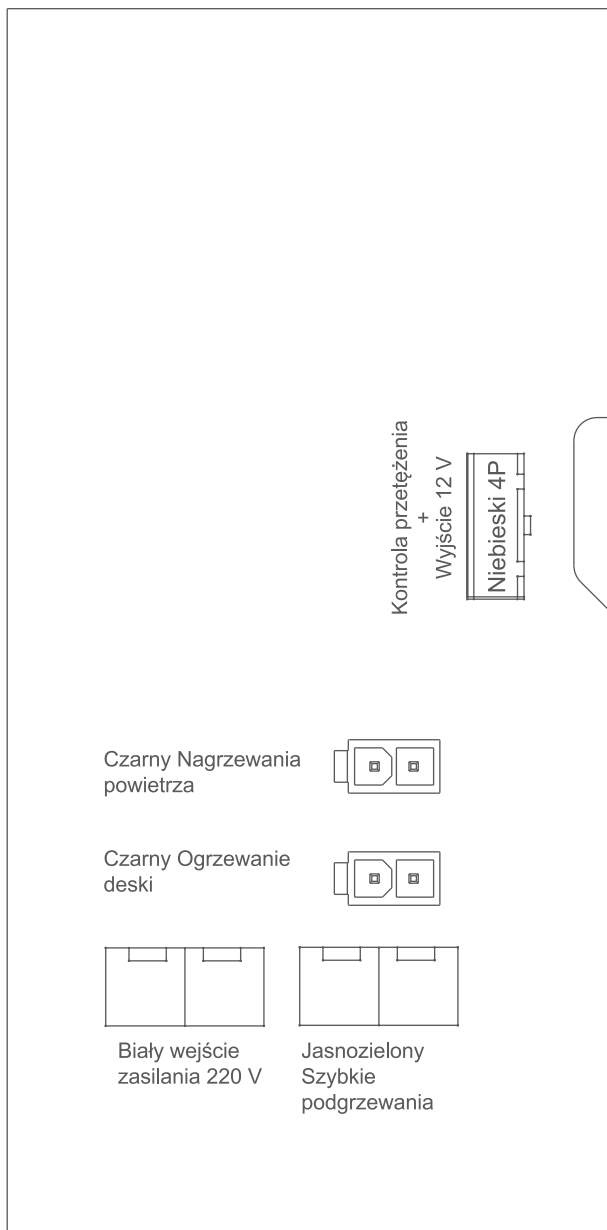 Kontrola przetężenia
+
Wyjście 12 V
Niebieski 4P
Czarny Nagrzewania
powietrza
Czarny Ogrzewanie
deski
Biały wejście
zasilania 220 V
Jasnozielony
Szybkie
podgrzewania